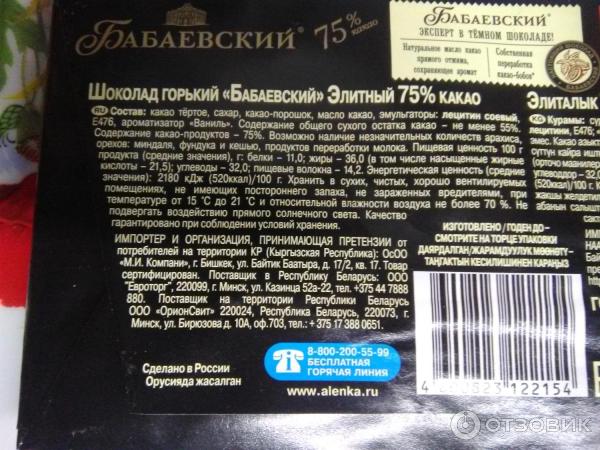 БАБАЕВСКИЙ®
75% какао
БАБАЕВСКИЙ®
ЭКСПЕРТ В ТЁМНОМ ШОКОЛАДЕ!
Натуральное масло какао прямого отжима, сохраняющее аромат
Собственная переработка какао-бобов*
ШОКОЛАД ГОРЬКИЙ «БАБАЕВСКИЙ» ЭЛИТНЫЙ 75% КАКАО
RU Состав: какао тёртое, сахар, какао-порошок, масло какао, эмульгаторы: лецитин соевый,
Е476, ароматизатор «Ваниль». Содержание общего сухого остатка какао – не менее 55%.
Содержание какао-продуктов – 75%. Возможно наличие незначительных количеств арахиса,
орехов: миндаля, фундука и кешью, продуктов переработки молока. Пищевая ценность 100 г
продукта (средние значения), г: белки – 11,0; жиры - 36,0 (в том числе насыщенные жирные
кислоты – 21,5); углеводы – 32,0; пищевые волокна – 14,2. Энергетическая ценность (средние
значения): 2180 кДж (520ккал)/100 г. Хранить в сухих, чистых, хорошо вентилируемых
помещениях, не имеющих постороннего запаха, не зараженных вредителями, при
температуре от 15 °С до 21 °С и относительной влажности воздуха не более 70 %. Не
подвергать воздействию прямого солнечного света. Качество
гарантировано при соблюдении условий хранения.
ИМПОРТЕР И ОРГАНИЗАЦИЯ, ПРИНИМАЮЩАЯ ПРЕТЕНЗИИ от
потребителей на территории КР (Кыргызская Республика): ОсОО
«М.И. Компани», г. Бишкек, ул. Байтик Баатыра, д. 17/2, кв. 17. Товар
сертифицирован. Поставщик в Республику Беларусь: ООО
"Евроторг", 220099, г. Минск, ул. Казинца 52а-22, тел.+375 44 7888
880. Поставщик на территории Республики Беларусь
ООО «ОрионСвит» 220024, Республика Беларусь, 220073, г.
Минск, ул. Бирюзова д. 10А, оф.703, тел.: + 375 17 388 0651.
Сделано в России
Орусияда жасалган
8-800-200-55-99
БЕСПЛАТНАЯ
ГОРЯЧАЯ ЛИНИЯ
www.alenka.ru
ЭЛИТАЛЫК
KG Курамы:
лецитини, Е476;
ИЗГОТОВЛЕНО / ГОДЕН ДО -
СМОТРИТЕ НА ТОРЦЕ УПАКОВКИ
ДАЯРДАЛГАН/ЖАРАМДУУЛУК МӨӨНӨТҮ-
ТАҢГАКТЫН КЕСИЛИШИНЕН КАРАҢЫЗ
122154
ОТЗОВИК